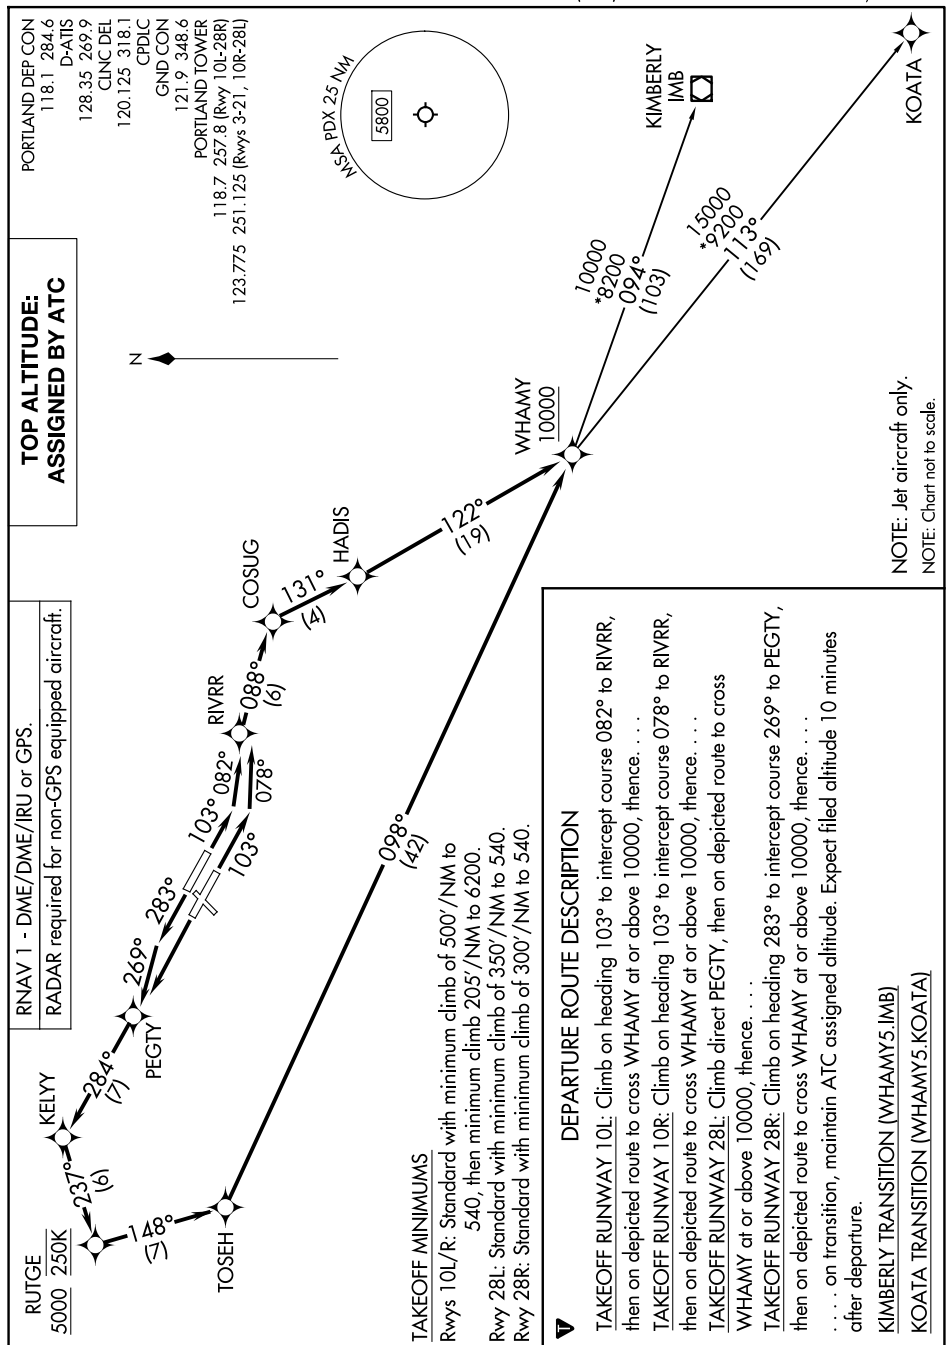 RNAV 1 - DME/DME/IRU or GPS.
RADAR required for non-GPS equipped aircraft.
TOP ALTITUDE:
ASSIGNED BY ATC
PORTLAND DEP CON
118.1 284.6
D-ATIS
128.35 269.9
CLNC DEL
120.125 318.1
CPDLC
GND CON
121.9 348.6
PORTLAND TOWER
118.7 257.8 (Rwy 10L-28R)
123.775 251.125 (Rwys 3-21, 10R-28L)
N
MSA PDX 25 NM
5800
RUTGE
5000 250K
KELYY
237°
(6)
284°
(7)
PEGTY
269°
283°
103°
082°
103°
078°
RIVRR
088°
(6)
COSUG
131°
(4)
HADIS
122°
(19)
148°
(7)
TOSEH
098°
(42)
WHAMY
10000
10000
*8200
094°
(103)
KIMBERLY
IMB
15000
*9200
113°
(169)
KOATA
TAKEOFF MINIMUMS
Rwys 10L/R: Standard with minimum climb of 500'/NM to
540, then minimum climb 205'/NM to 6200.
Rwy 28L: Standard with minimum climb of 350'/NM to 540.
Rwy 28R: Standard with minimum climb of 300'/NM to 540.
NOTE: Jet aircraft only.
NOTE: Chart not to scale.
T
DEPARTURE ROUTE DESCRIPTION
TAKEOFF RUNWAY 10L: Climb on heading 103° to intercept course 082° to RIVRR,
then on depicted route to cross WHAMY at or above 10000, thence. . . .
TAKEOFF RUNWAY 10R: Climb on heading 103° to intercept course 078° to RIVRR,
then on depicted route to cross WHAMY at or above 10000, thence. . . .
TAKEOFF RUNWAY 28L: Climb direct PEGTY, then on depicted route to cross
WHAMY at or above 10000, thence. . . .
TAKEOFF RUNWAY 28R: Climb on heading 283° to intercept course 269° to PEGTY,
then on depicted route to cross WHAMY at or above 10000, thence. . . .
. . . . on transition, maintain ATC assigned altitude. Expect filed altitude 10 minutes
after departure.
KIMBERLY TRANSITION (WHAMY5.IMB)
KOATA TRANSITION (WHAMY5.KOATA)